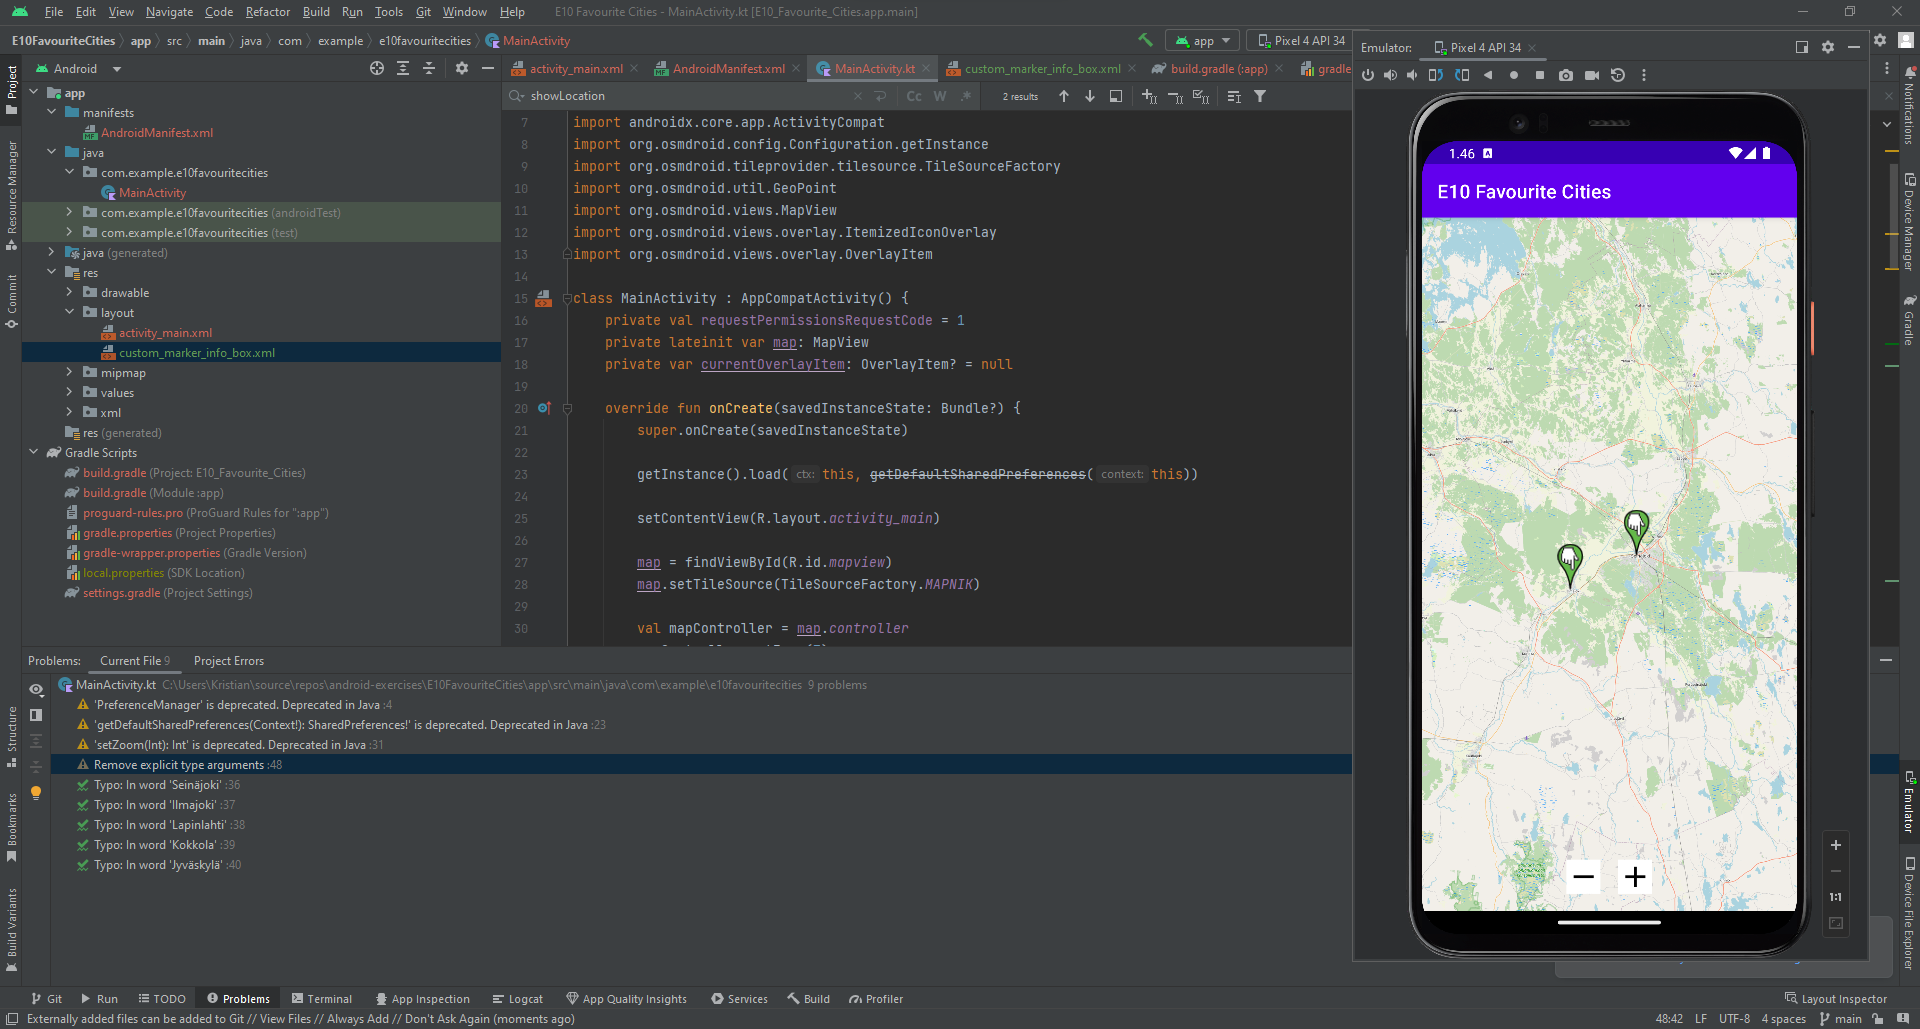 File Edit View Navigate Code Refactor Build Run Tools Git Window Help E10 Favourite Cities - MainActivity.kt [E10_Favourite_Cities.app.main]
E10FavouriteCities app src main java com example e10favouritecities MainActivity
app Pixel 4 API 34
Emulator: Pixel 4 API 34
Android
activity_main.xml AndroidManifest.xml MainActivity.kt custom_marker_info_box.xml build.gradle (:app) gradle
showLocation Cc W .* 2 results
Project
Resource Manager
Commit
Structure
Bookmarks
Build Variants
app
manifests
AndroidManifest.xml
java
com.example.e10favouritecities
MainActivity
com.example.e10favouritecities (androidTest)
com.example.e10favouritecities (test)
java (generated)
res
drawable
layout
activity_main.xml
custom_marker_info_box.xml
mipmap
values
xml
res (generated)
Gradle Scripts
build.gradle (Project: E10_Favourite_Cities)
build.gradle (Module :app)
proguard-rules.pro (ProGuard Rules for ":app")
gradle.properties (Project Properties)
gradle-wrapper.properties (Gradle Version)
local.properties (SDK Location)
settings.gradle (Project Settings)
7 import androidx.core.app.ActivityCompat
8 import org.osmdroid.config.Configuration.getInstance
9 import org.osmdroid.tileprovider.tilesource.TileSourceFactory
10 import org.osmdroid.util.GeoPoint
11 import org.osmdroid.views.MapView
12 import org.osmdroid.views.overlay.ItemizedIconOverlay
13 import org.osmdroid.views.overlay.OverlayItem
14
15 class MainActivity : AppCompatActivity() {
16 private val requestPermissionsRequestCode = 1
17 private lateinit var map: MapView
18 private var currentOverlayItem: OverlayItem? = null
19
20 override fun onCreate(savedInstanceState: Bundle?) {
21 super.onCreate(savedInstanceState)
22
23 getInstance().load( ctx: this, getDefaultSharedPreferences( context: this))
24
25 setContentView(R.layout.activity_main)
26
27 map = findViewById(R.id.mapview)
28 map.setTileSource(TileSourceFactory.MAPNIK)
29
30 val mapController = map.controller
1.46 A
E10 Favourite Cities
1:1
Notifications
Device Manager
Gradle
Emulator
Device File Explorer
Problems: Current File 9 Project Errors
MainActivity.kt C:\Users\Kristian\source\repos\android-exercises\E10FavouriteCities\app\src\main\java\com\example\e10favouritecities 9 problems
'PreferenceManager' is deprecated. Deprecated in Java :4
'getDefaultSharedPreferences(Context!): SharedPreferences!' is deprecated. Deprecated in Java :23
'setZoom(Int): Int' is deprecated. Deprecated in Java :31
Remove explicit type arguments :48
Typo: In word 'Seinäjoki' :36
Typo: In word 'Ilmajoki' :37
Typo: In word 'Lapinlahti' :38
Typo: In word 'Kokkola' :39
Typo: In word 'Jyväskylä' :40
Git Run TODO Problems Terminal App Inspection Logcat App Quality Insights Services Build Profiler Layout Inspector
Externally added files can be added to Git // View Files // Always Add // Don't Ask Again (moments ago) 48:42 LF UTF-8 4 spaces main